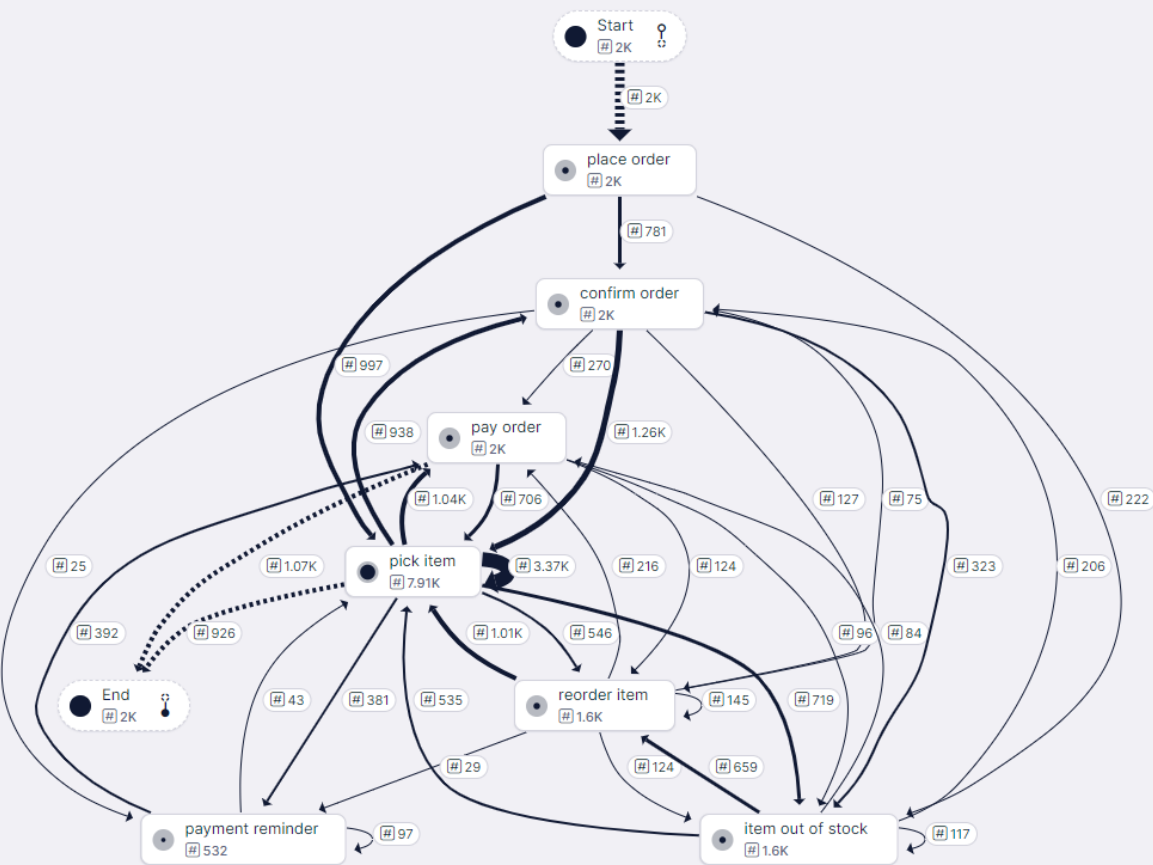 Start
# 2K
# 2K
place order
# 2K
# 781
confirm order
# 2K
# 997
# 270
# 938
pay order
# 2K
# 1.26K
# 1.04K
# 706
# 127
# 75
# 222
# 25
# 1.07K
pick item
# 7.91K
# 3.37K
# 216
# 124
# 323
# 206
# 392
# 926
# 1.01K
# 546
# 96
# 84
End
# 2K
# 43
# 381
# 535
reorder item
# 1.6K
# 145
# 719
# 29
# 124
# 659
payment reminder
# 532
# 97
item out of stock
# 1.6K
# 117